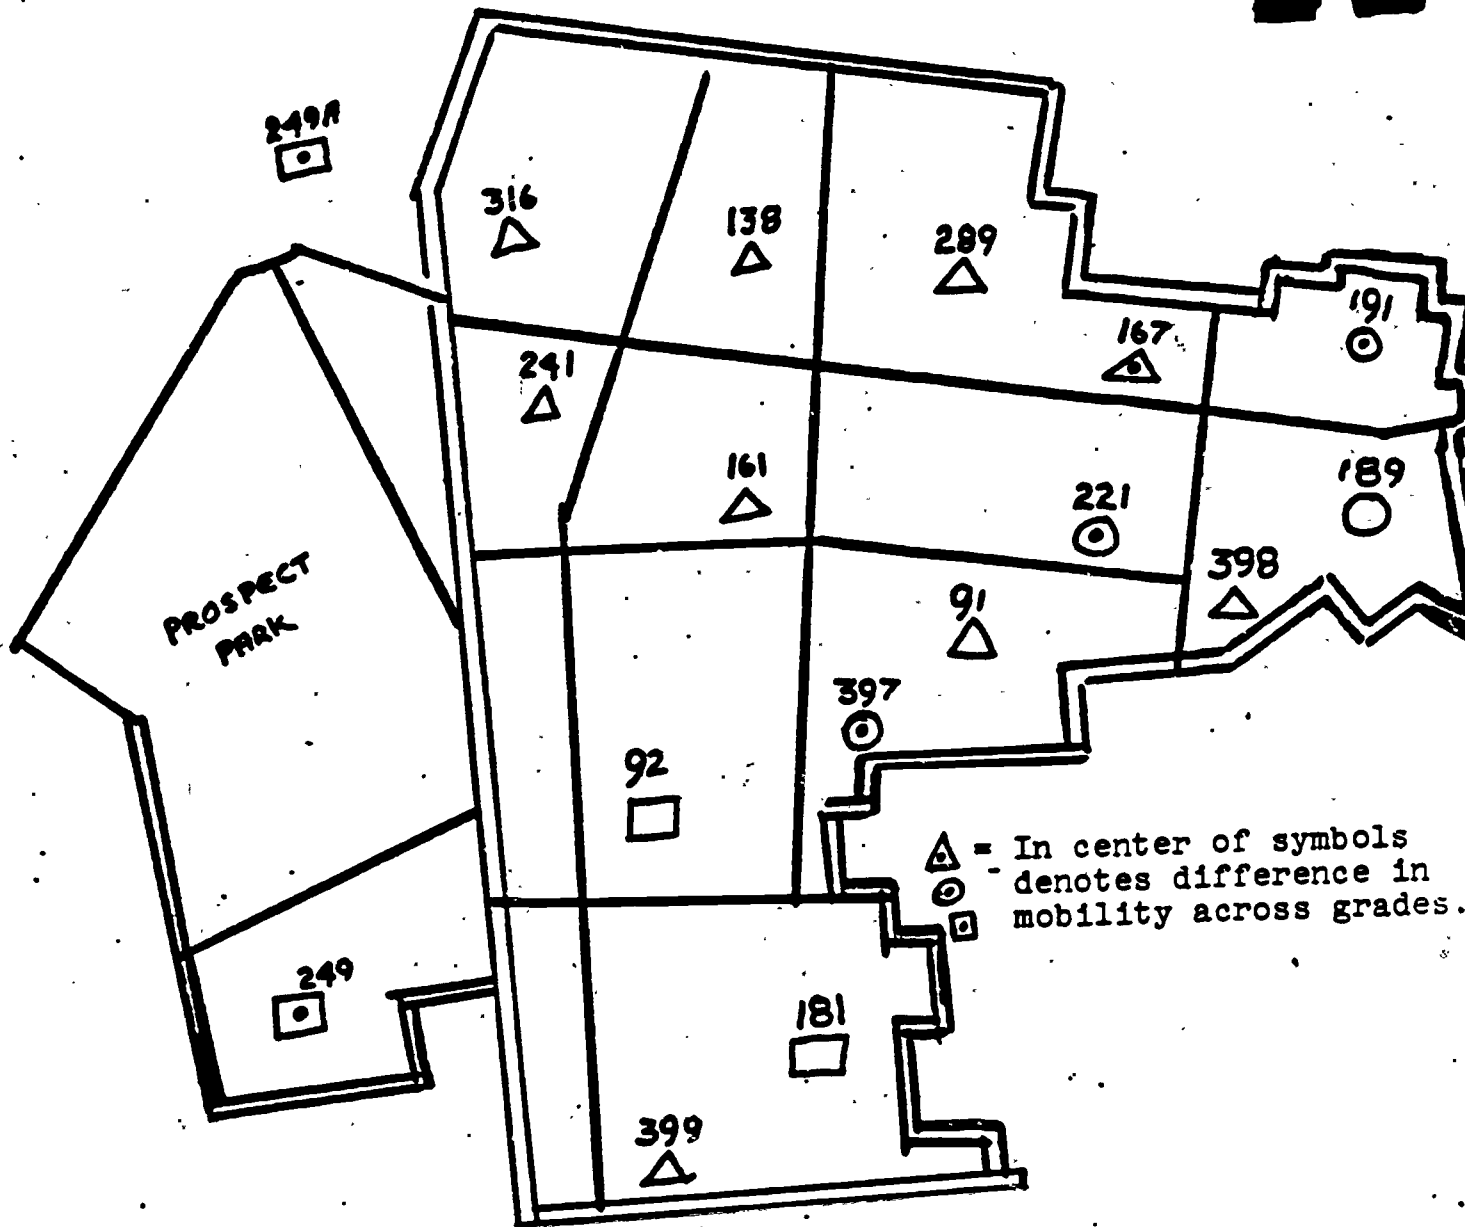 249A
316
138
289
191
167
241
161
189
221
398
PROSPECT
PARK
91
397
92
= In center of symbols
denotes difference in
mobility across grades.
249
181
399